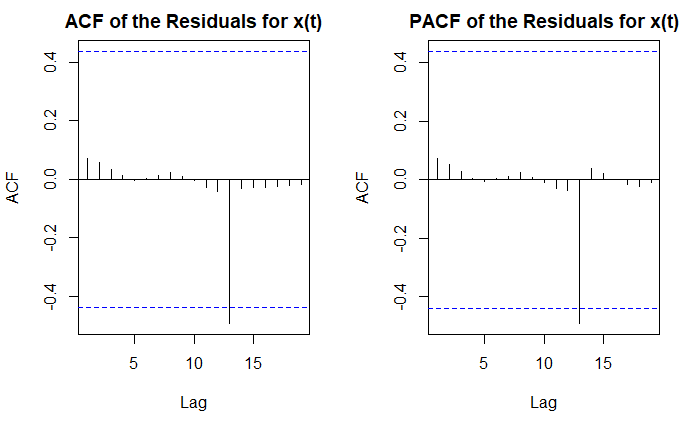 ACF of the Residuals for x(t)
ACF
0.4
0.2
0.0
-0.2
-0.4
5
10
15
Lag
PACF of the Residuals for x(t)
ACF
0.4
0.2
0.0
-0.2
-0.4
5
10
15
Lag